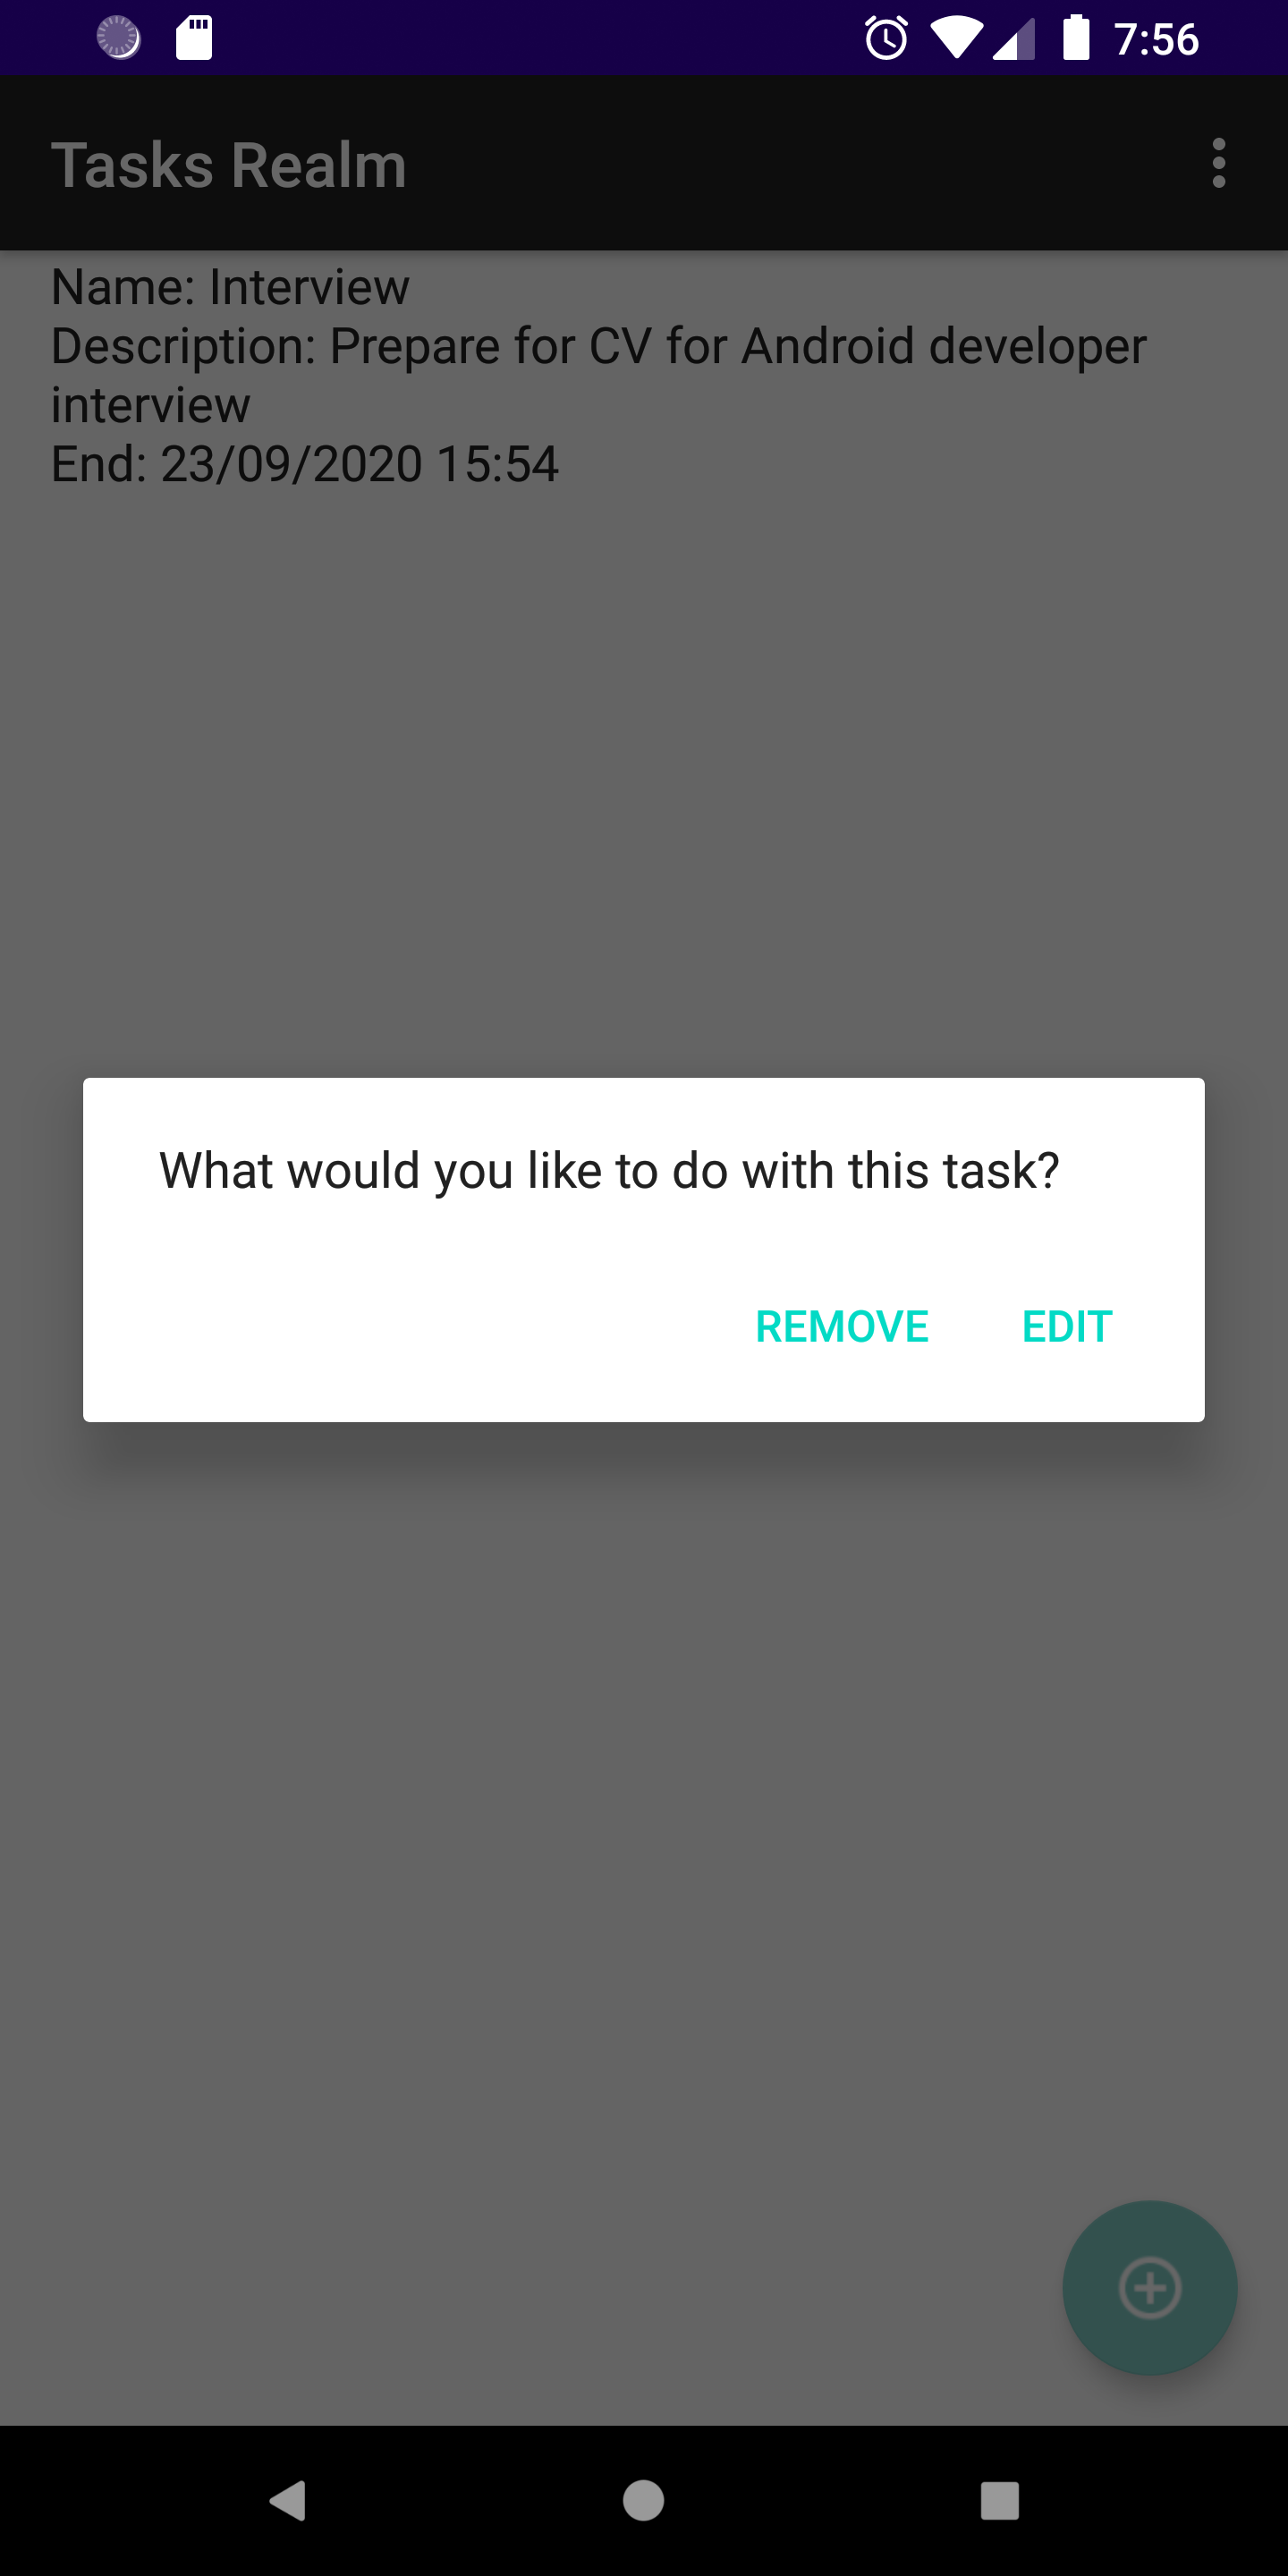 7:56
Tasks Realm
Name: Interview
Description: Prepare for CV for Android developer
interview
End: 23/09/2020 15:54
What would you like to do with this task?
REMOVE EDIT